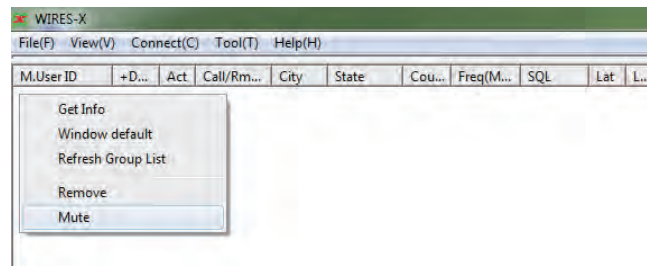 WIRES-X
File(F) View(V) Connect(C) Tool(T) Help(H)
M.User ID +D... Act Call/Rm... City State Cou... Freq(M... SQL Lat L...
Get Info
Window default
Refresh Group List
Remove
Mute